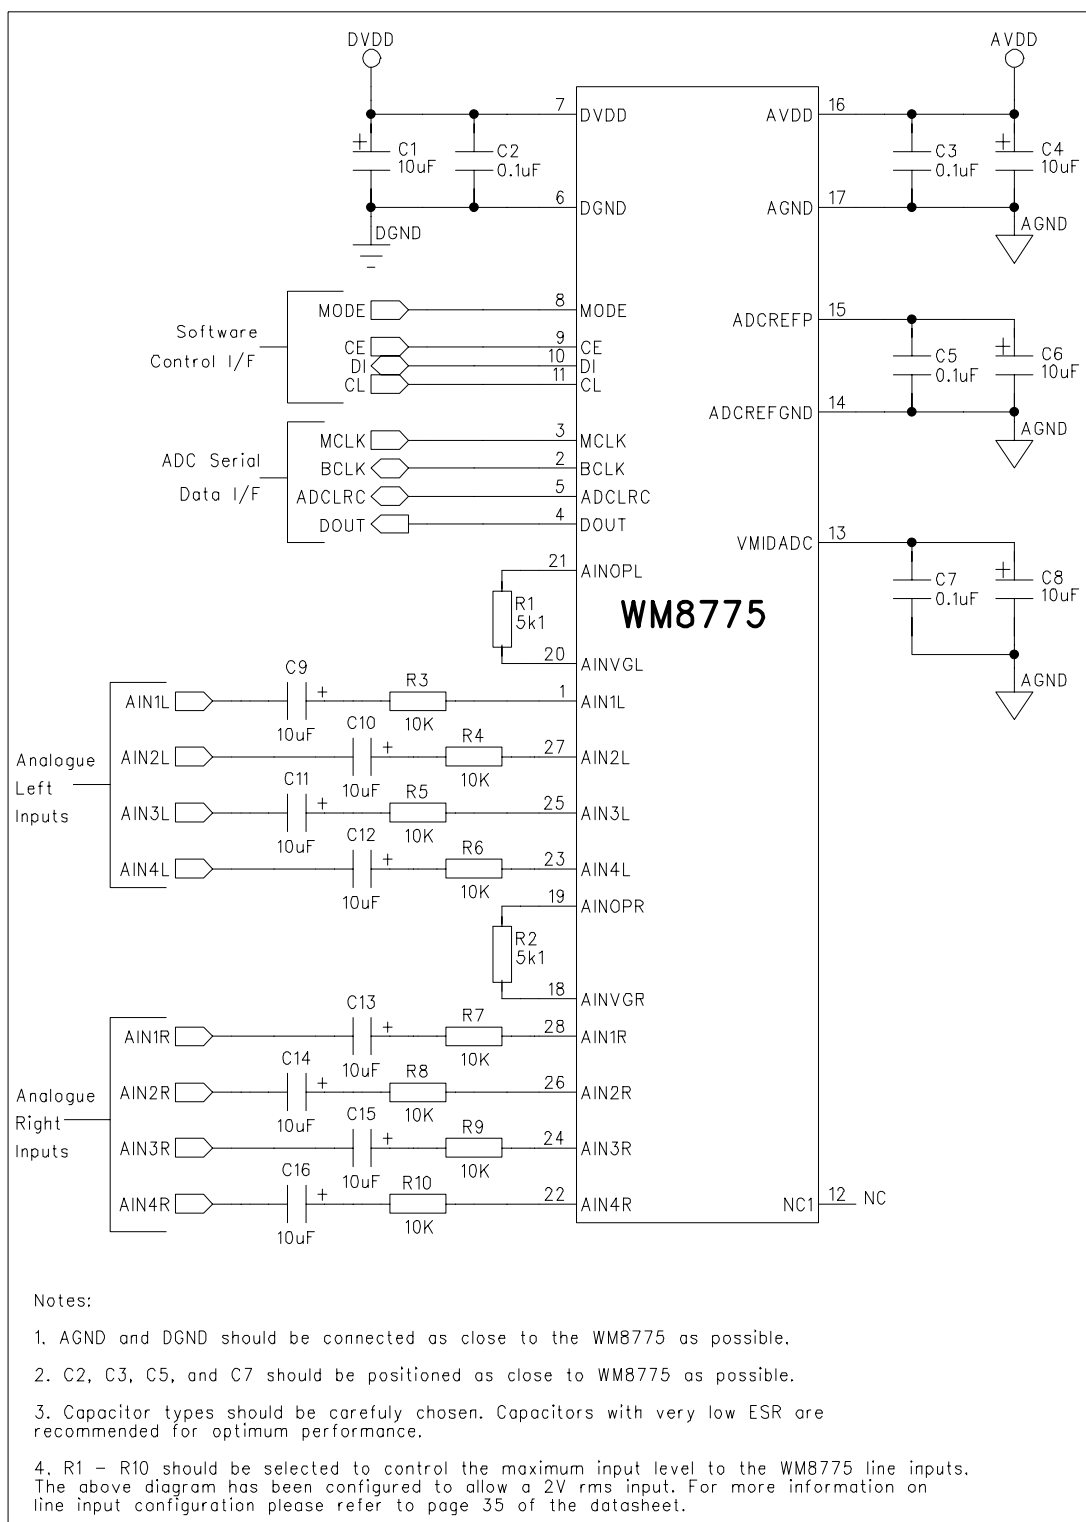 DVDD
AVDD
7
DVDD
AVDD
16
+
C1
10uF
C2
0.1uF
C3
0.1uF
+
C4
10uF
6
DGND
AGND
17
DGND
AGND
Software
Control I/F
MODE
8
MODE
CE
9
CE
DI
10
DI
CL
11
CL
ADCREFP
15
C5
0.1uF
+
C6
10uF
ADCREFGND
14
AGND
ADC Serial
Data I/F
MCLK
3
MCLK
BCLK
2
BCLK
ADCLRC
5
ADCLRC
DOUT
4
DOUT
VMIDADC
13
C7
0.1uF
+
C8
10uF
AGND
21
AINOPL
R1
5k1
WM8775
20
AINVGL
Analogue
Left
Inputs
AIN1L
C9
+
10uF
R3
10K
1
AIN1L
AIN2L
C10
+
10uF
R4
10K
27
AIN2L
AIN3L
C11
+
10uF
R5
10K
25
AIN3L
AIN4L
C12
+
10uF
R6
10K
23
AIN4L
19
AINOPR
R2
5k1
18
AINVGR
Analogue
Right
Inputs
AIN1R
C13
+
10uF
R7
10K
28
AIN1R
AIN2R
C14
+
10uF
R8
10K
26
AIN2R
AIN3R
C15
+
10uF
R9
10K
24
AIN3R
AIN4R
C16
+
10uF
R10
10K
22
AIN4R
NC1
12
NC
Notes:
1. AGND and DGND should be connected as close to the WM8775 as possible.
2. C2, C3, C5, and C7 should be positioned as close to WM8775 as possible.
3. Capacitor types should be carefuly chosen. Capacitors with very low ESR are
recommended for optimum performance.
4. R1 – R10 should be selected to control the maximum input level to the WM8775 line inputs.
The above diagram has been configured to allow a 2V rms input. For more information on
line input configuration please refer to page 35 of the datasheet.